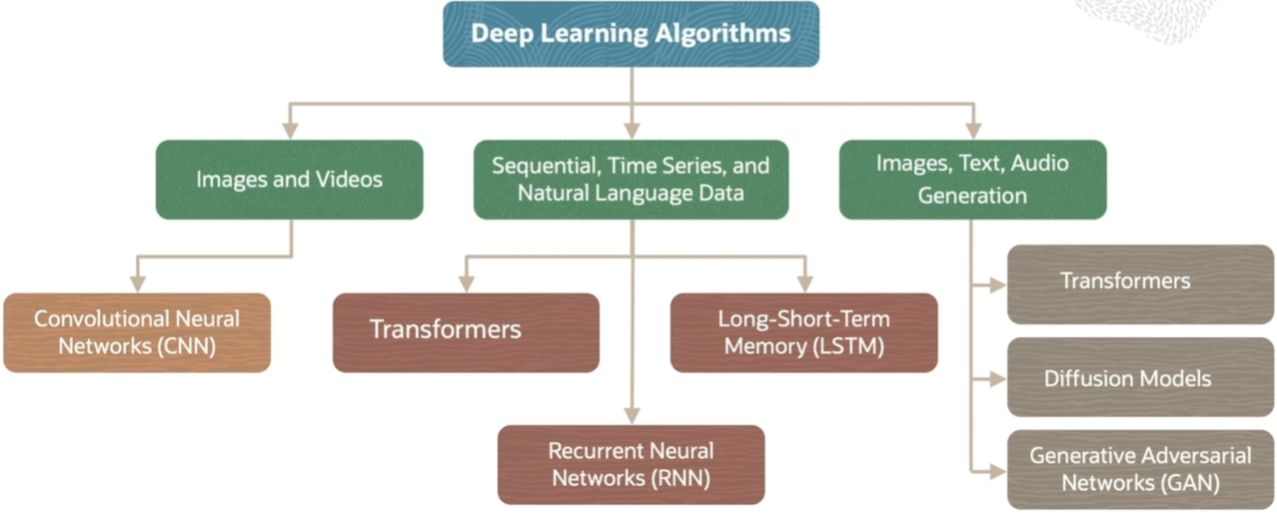 Deep Learning Algorithms
Images and Videos
Sequential, Time Series, and
Natural Language Data
Images, Text, Audio
Generation
Convolutional Neural
Networks (CNN)
Transformers
Long-Short-Term
Memory (LSTM)
Recurrent Neural
Networks (RNN)
Transformers
Diffusion Models
Generative Adversarial
Networks (GAN)